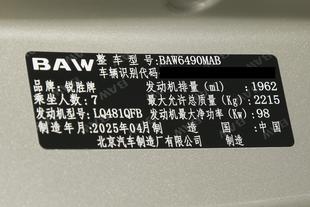 BAW 整车型号:BAW6490MAB
车辆识别代码
品牌:锐胜牌 发动机排量(ml):1962
乘坐人数:7 最大允许总质量(Kg):2215
发动机型号:LQ481QFB 发动机最大净功率(Kw):98
制造年月:2025年04月 制造国:中国
北京汽车制造厂有限公司 制造